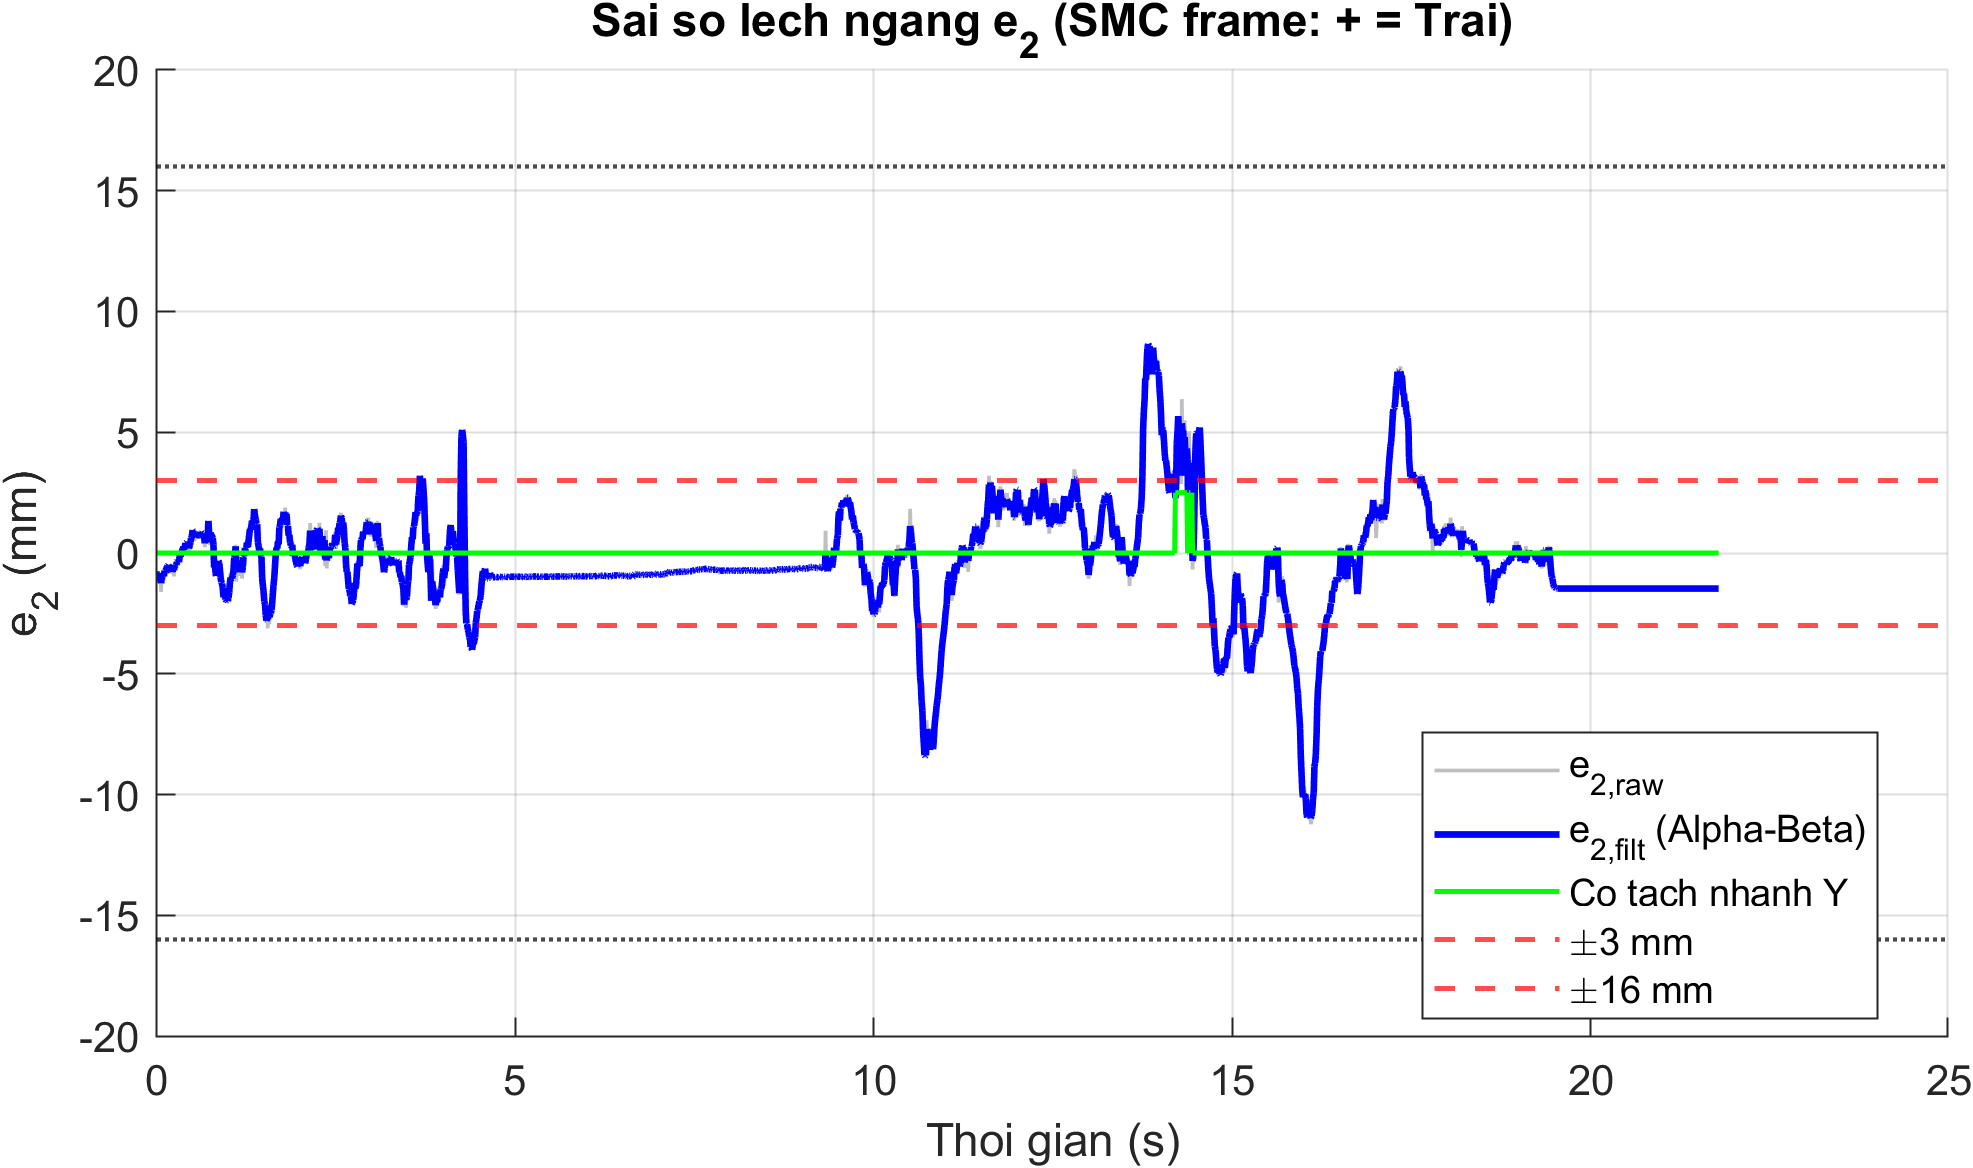 Sai so lech ngang e2 (SMC frame: + = Trai)
20
15
10
5
0
-5
-10
-15
-20
e2 (mm)
0 5 10 15 20 25
Thoi gian (s)
e2,raw
e2,filt (Alpha-Beta)
Co tach nhanh Y
±3 mm
±16 mm